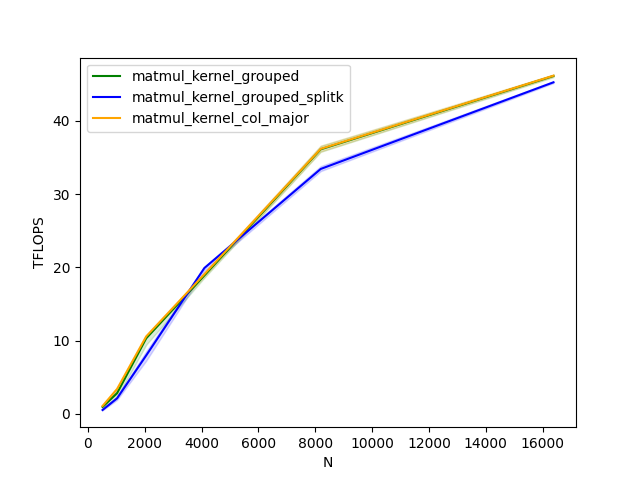 matmul_kernel_grouped
matmul_kernel_grouped_splitk
matmul_kernel_col_major
TFLOPS
40
30
20
10
0
0 2000 4000 6000 8000 10000 12000 14000 16000
N